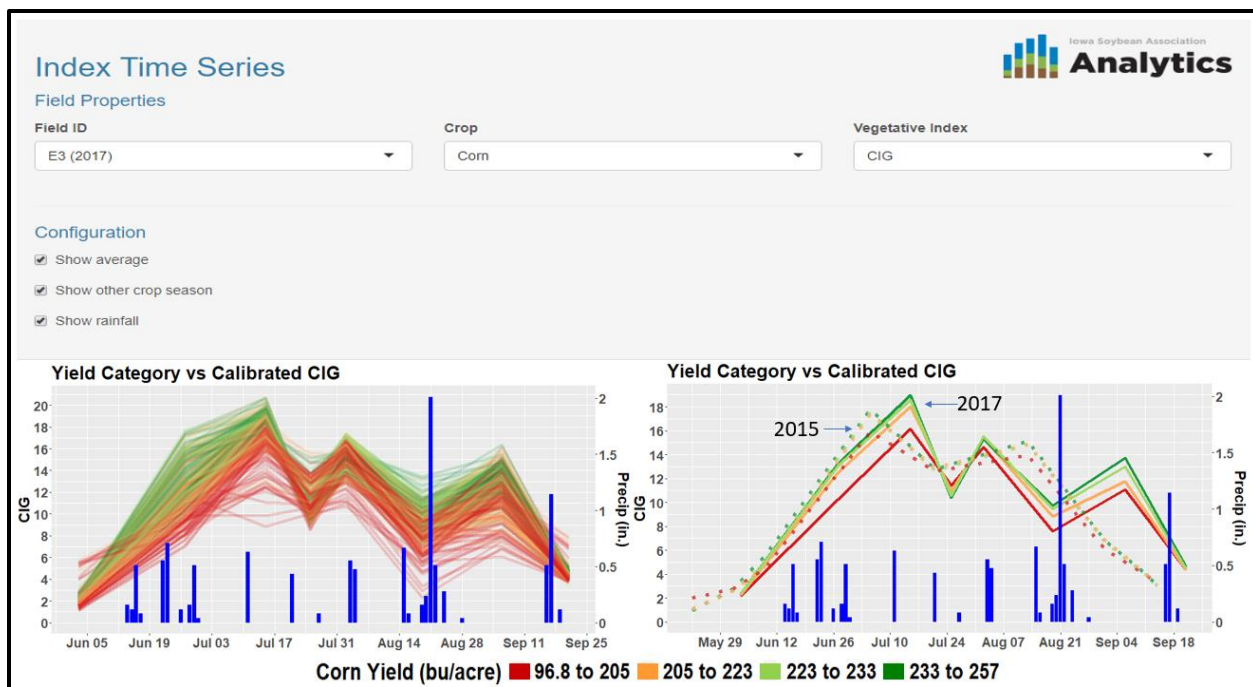 Iowa Soybean Association
Analytics
Index Time Series
Field Properties
Field ID
Crop
Vegetative Index
E3 (2017)
Corn
CIG
Configuration
Show average
Show other crop season
Show rainfall
Yield Category vs Calibrated CIG
20
18
16
14
12
10
8
6
4
2
0
CIG
2
1.5
1
0.5
0
Precip (in.)
Jun 05 Jun 19 Jul 03 Jul 17 Jul 31 Aug 14 Aug 28 Sep 11 Sep 25
Yield Category vs Calibrated CIG
2015
2017
18
16
14
12
10
8
6
4
2
0
CIG
2
1.5
1
0.5
0
Precip (in.)
May 29 Jun 12 Jun 26 Jul 10 Jul 24 Aug 07 Aug 21 Sep 04 Sep 18
Corn Yield (bu/acre) 96.8 to 205 205 to 223 223 to 233 233 to 257